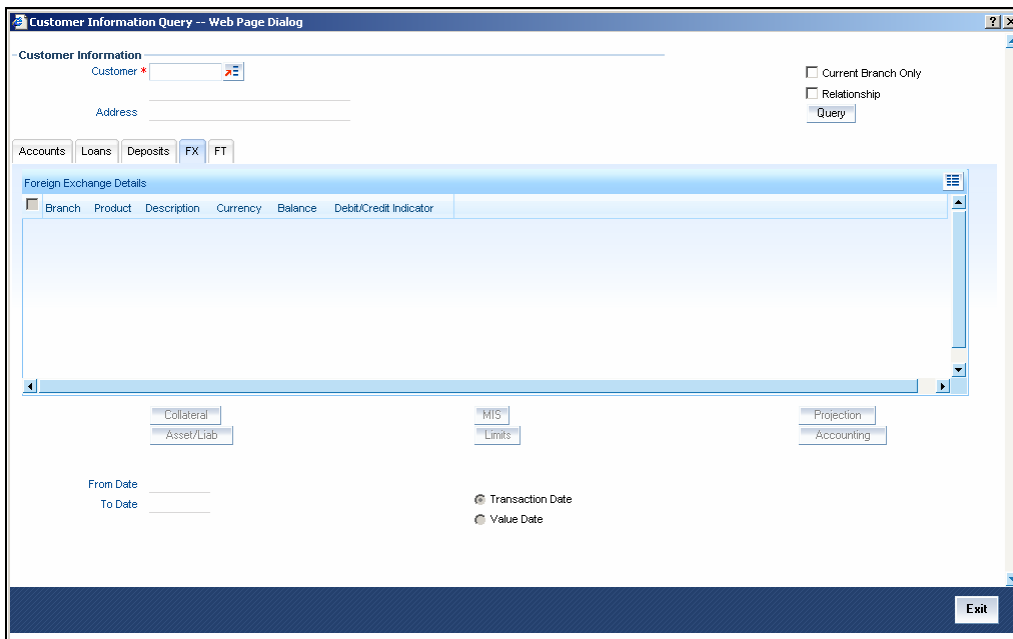 Customer Information Query -- Web Page Dialog
Customer Information
Customer *
Current Branch Only
Relationship
Address
Query
Accounts Loans Deposits FX FT
Foreign Exchange Details
Branch Product Description Currency Balance Debit/Credit Indicator
Collateral MIS Projection
Asset/Liab Limits Accounting
From Date
Transaction Date
To Date
Value Date
Exit